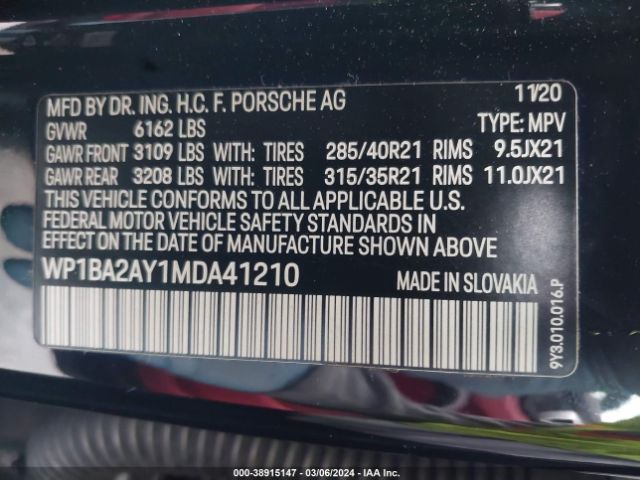 MFD BY DR. ING. H.C. F. PORSCHE AG 11/20
GVWR 6162 LBS TYPE: MPV
GAWR FRONT 3109 LBS WITH: TIRES 285/40R21 RIMS 9.5JX21
GAWR REAR 3208 LBS WITH: TIRES 315/35R21 RIMS 11.0JX21
THIS VEHICLE CONFORMS TO ALL APPLICABLE U.S.
FEDERAL MOTOR VEHICLE SAFETY STANDARDS IN
EFFECT ON THE DATE OF MANUFACTURE SHOWN ABOVE
WP1BA2AY1MDA41210 MADE IN SLOVAKIA
9Y3.010.016.P
000-38915147 - 03/06/2024 - IAA Inc.